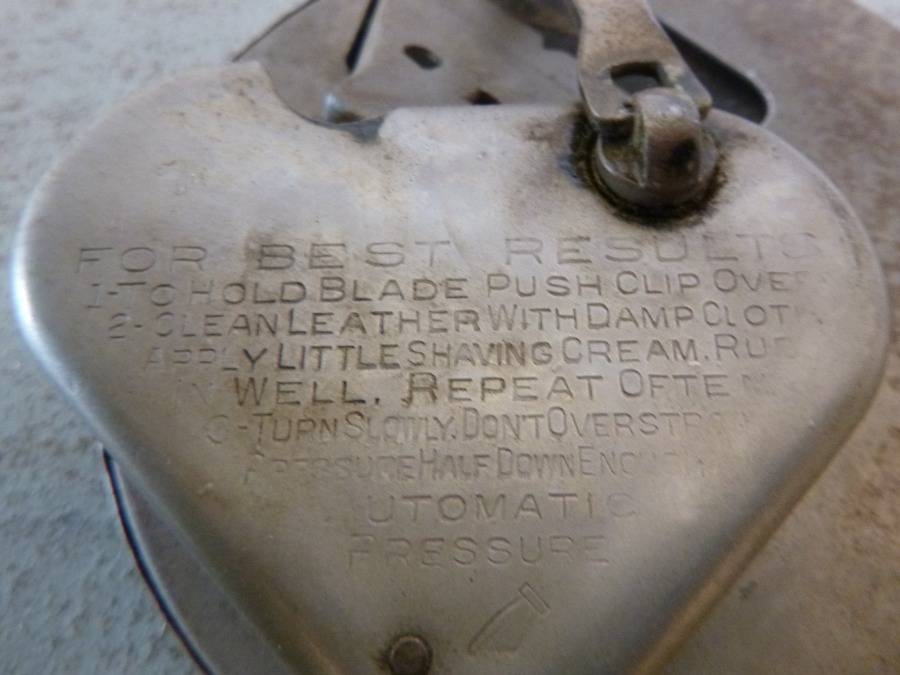 FOR BEST RESULTS
1-TO HOLD BLADE PUSH CLIP OVER
2-CLEAN LEATHER WITH DAMP CLOTH
APPLY LITTLE SHAVING CREAM. RUB
IN WELL. REPEAT OFTEN
3-TURN SLOWLY. DON'T OVERSTROP
PRESSURE HALF DOWN ENOUGH
AUTOMATIC
PRESSURE